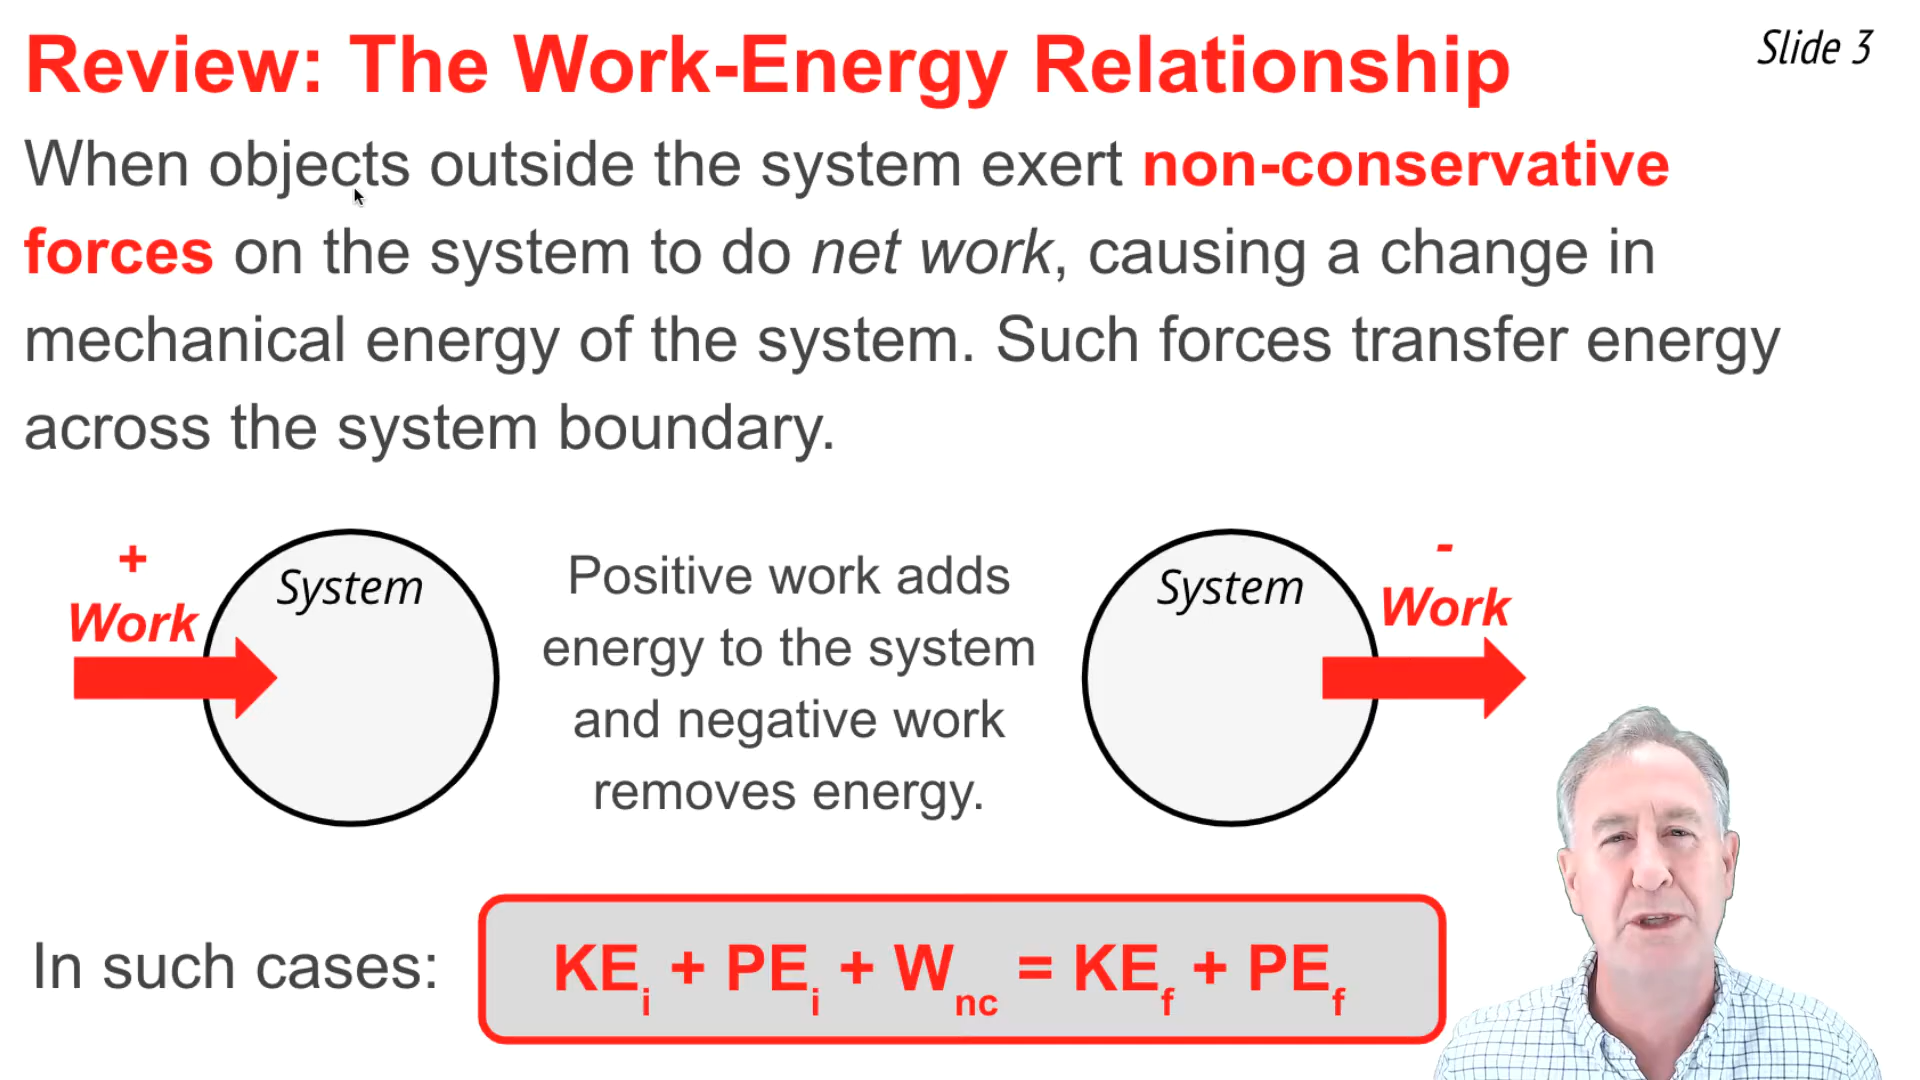 Review: The Work-Energy Relationship
Slide 3
When objects outside the system exert non-conservative
forces on the system to do net work, causing a change in
mechanical energy of the system. Such forces transfer energy
across the system boundary.
+
Work
System
Positive work adds
energy to the system
and negative work
removes energy.
System
-
Work
In such cases:
KEi + PEi + Wnc = KEf + PEf